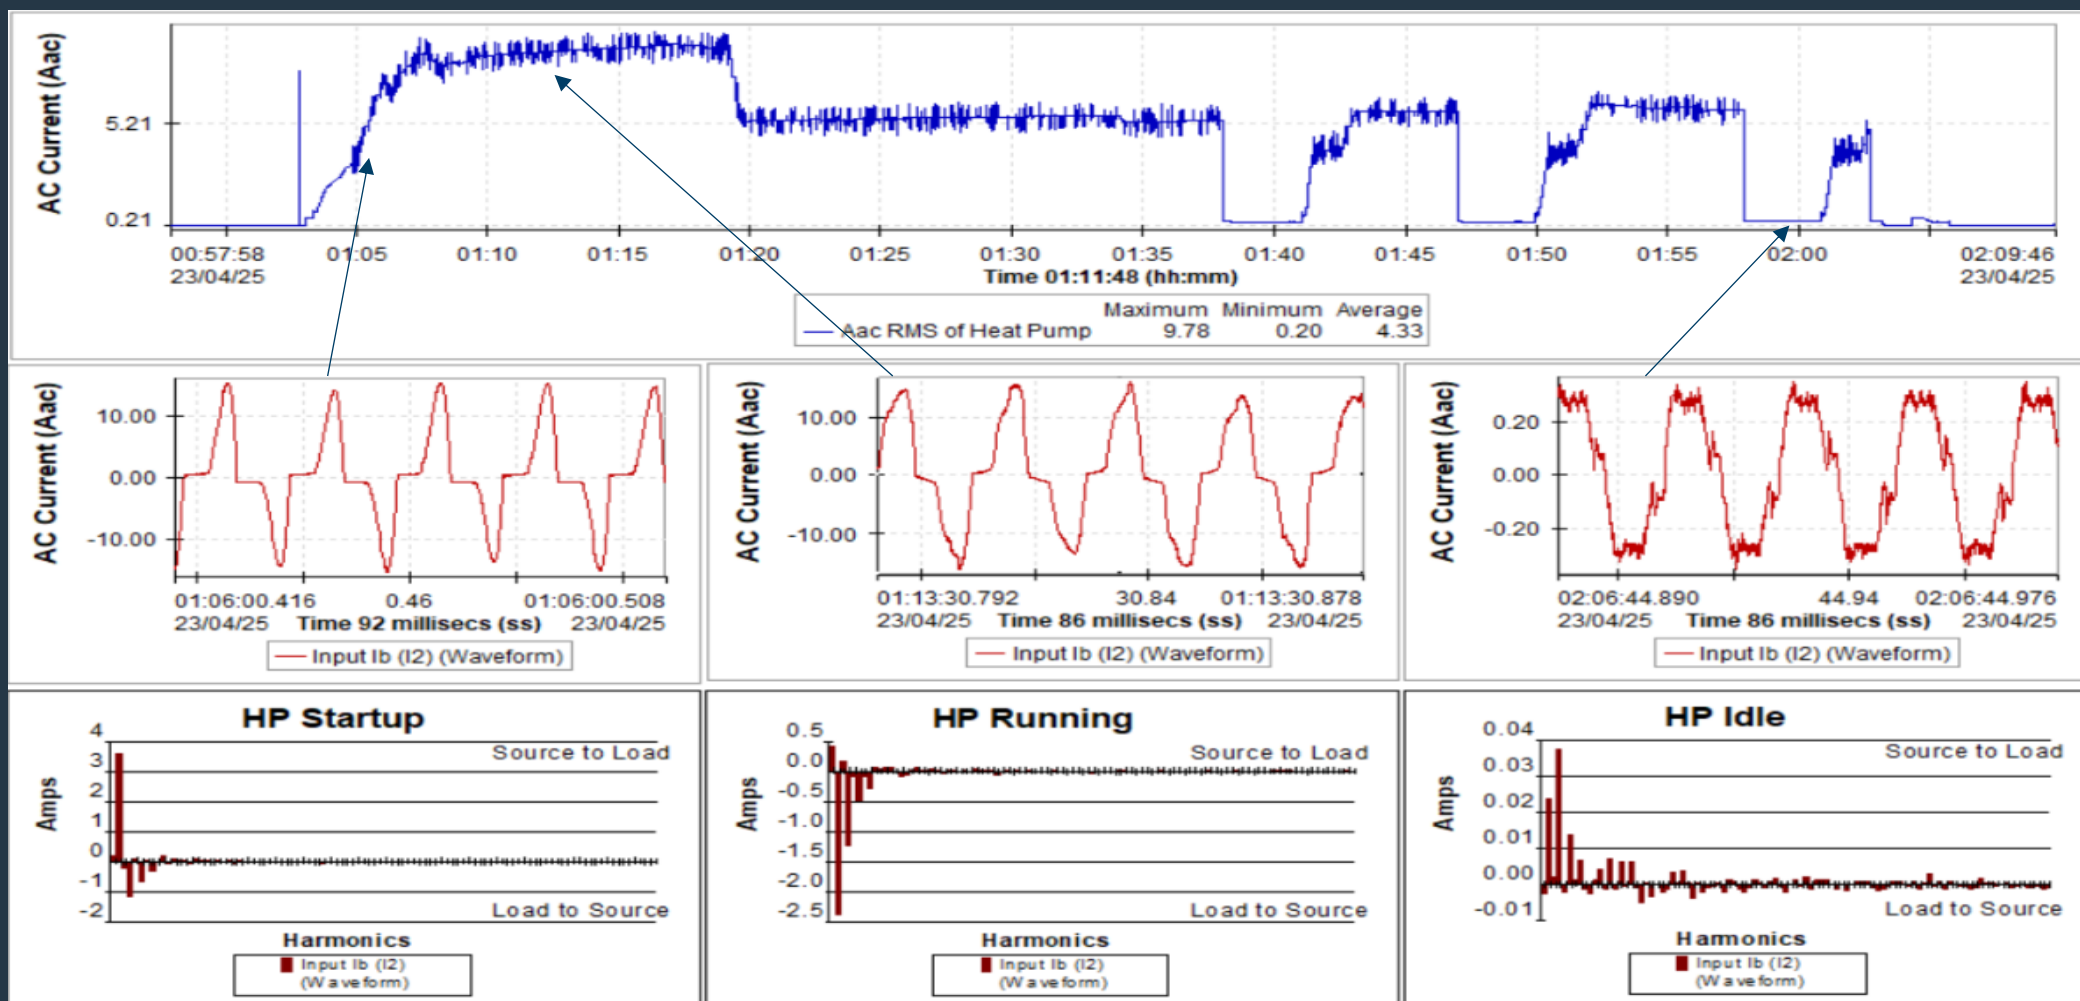 AC Current (Aac)
5.21
0.21
00:57:58 01:05 01:10 01:15 01:20 01:25 01:30 01:35 01:40 01:45 01:50 01:55 02:00 02:09:46
23/04/25 Time 01:11:48 (hh:mm) 23/04/25
Maximum Minimum Average
Aac RMS of Heat Pump 9.78 0.20 4.33
AC Current (Aac)
10.00
0.00
-10.00
01:06:00.416 0.46 01:06:00.508
23/04/25 Time 92 millisecs (ss) 23/04/25
Input Ib (I2) (Waveform)
AC Current (Aac)
10.00
0.00
-10.00
01:13:30.792 30.84 01:13:30.878
23/04/25 Time 86 millisecs (ss) 23/04/25
Input Ib (I2) (Waveform)
AC Current (Aac)
0.20
0.00
-0.20
02:06:44.890 44.94 02:06:44.976
23/04/25 Time 86 millisecs (ss) 23/04/25
Input Ib (I2) (Waveform)
HP Startup
Amps
4
3
2
1
0
-1
-2
Source to Load
Load to Source
Harmonics
Input Ib (I2)
(Waveform)
HP Running
Amps
0.5
0.0
-0.5
-1.0
-1.5
-2.0
-2.5
Source to Load
Load to Source
Harmonics
Input Ib (I2)
(Waveform)
HP Idle
Amps
0.04
0.03
0.02
0.01
0.00
-0.01
Source to Load
Load to Source
Harmonics
Input Ib (I2)
(Waveform)